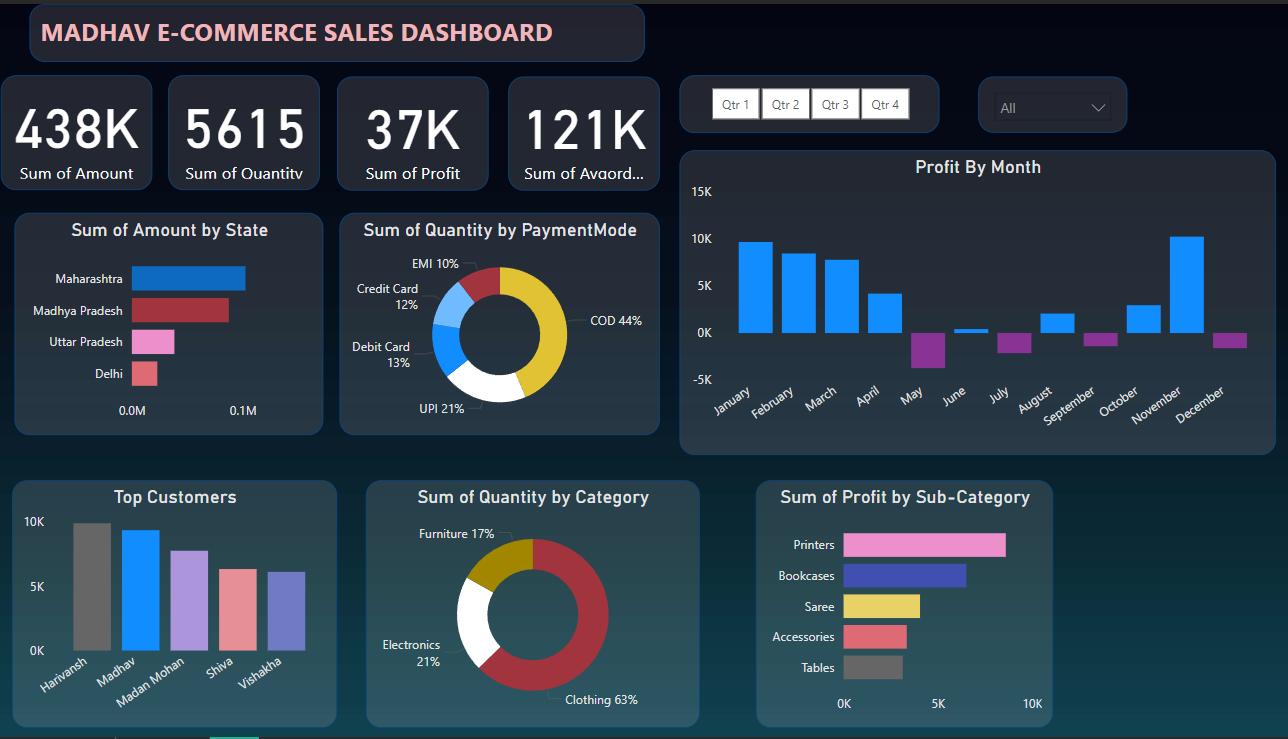 MADHAV E-COMMERCE SALES DASHBOARD
438K
Sum of Amount
5615
Sum of Quantity
37K
Sum of Profit
121K
Sum of Avgord...
Qtr 1
Qtr 2
Qtr 3
Qtr 4
All
Profit By Month
15K
10K
5K
0K
-5K
January
February
March
April
May
June
July
August
September
October
November
December
Sum of Amount by State
Maharashtra
Madhya Pradesh
Uttar Pradesh
Delhi
0.0M
0.1M
Sum of Quantity by PaymentMode
EMI 10%
Credit Card
12%
Debit Card
13%
UPI 21%
COD 44%
Top Customers
10K
5K
0K
Harivansh
Madhav
Madan Mohan
Shiva
Vishakha
Sum of Quantity by Category
Furniture 17%
Electronics
21%
Clothing 63%
Sum of Profit by Sub-Category
Printers
Bookcases
Saree
Accessories
Tables
0K
5K
10K